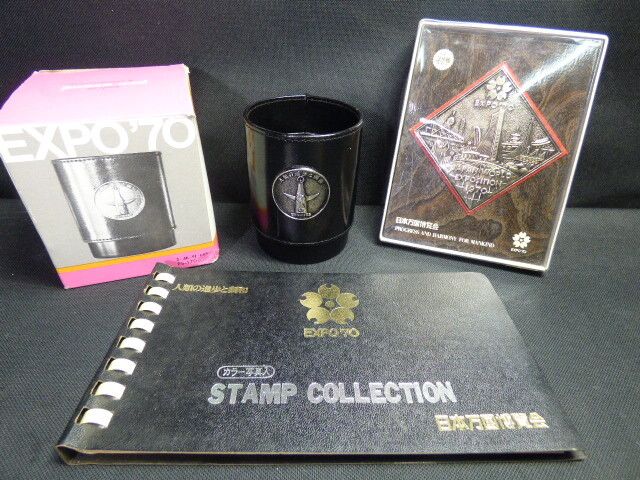 EXPO'70
EXPO'70
日本万国博覧会
PROGRESS AND HARMONY FOR MANKIND
EXPO'70
人類の進歩と調和
EXPO'70
カラー写真入
STAMP COLLECTION
日本万国博覧会